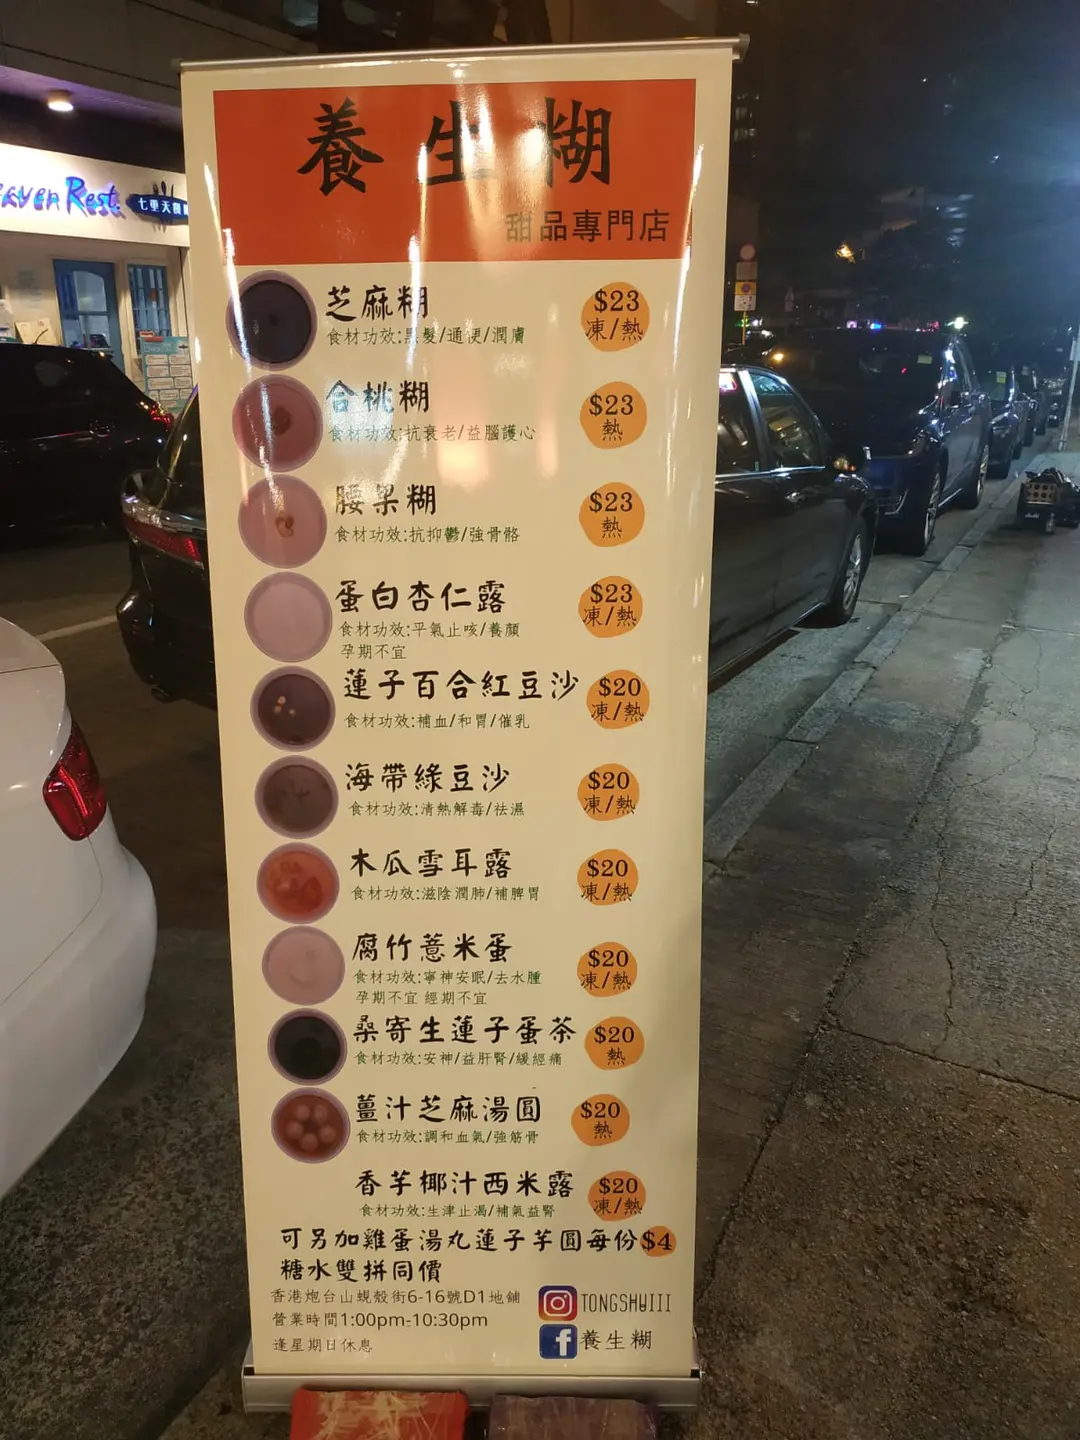 養生糊
甜品專門店
Rest.
芝麻糊
$23
凍/熱
食材功效:黑髮/通便/潤膚
合桃糊
$23
熱
食材功效:抗衰老/益腦護心
腰果糊
$23
熱
食材功效:抗抑鬱/強骨骼
蛋白杏仁露
$23
凍/熱
食材功效:平氣止咳/養顏
孕期不宜
蓮子百合紅豆沙
$20
凍/熱
食材功效:補血/和胃/催乳
海帶綠豆沙
$20
凍/熱
食材功效:清熱解毒/祛濕
木瓜雪耳露
$20
凍/熱
食材功效:滋陰潤肺/補脾胃
腐竹薏米蛋
$20
凍/熱
食材功效:寧神安眠/去水腫
孕期不宜 經期不宜
桑寄生蓮子蛋茶
$20
熱
食材功效:安神/益肝腎/緩經痛
薑汁芝麻湯圓
$20
熱
食材功效:調和血氣/強筋骨
香芋椰汁西米露
$20
凍/熱
食材功效:生津止渴/補氣益腎
可另加雞蛋湯丸蓮子芋圓每份$4
糖水雙拼同價
香港炮台山蜆殼街6-16號D1地舖
營業時間1:00pm-10:30pm
逢星期日休息
TONGSHUIII
養生糊